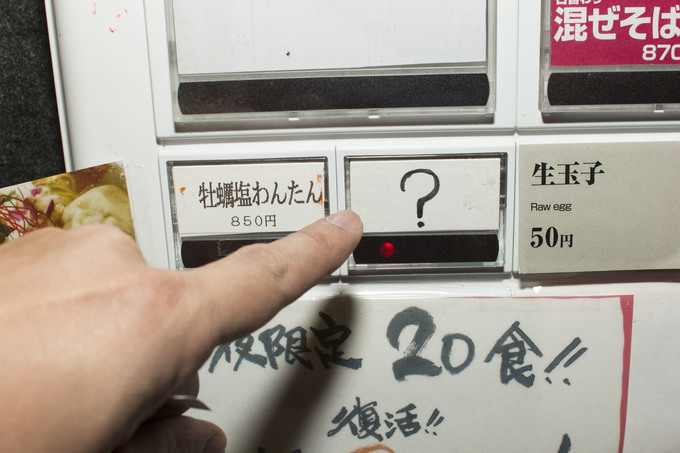 混ぜそば
870
牡蠣塩わんたん
850円
?
生玉子
Raw egg
50円
夜限定20食!!
復活!!